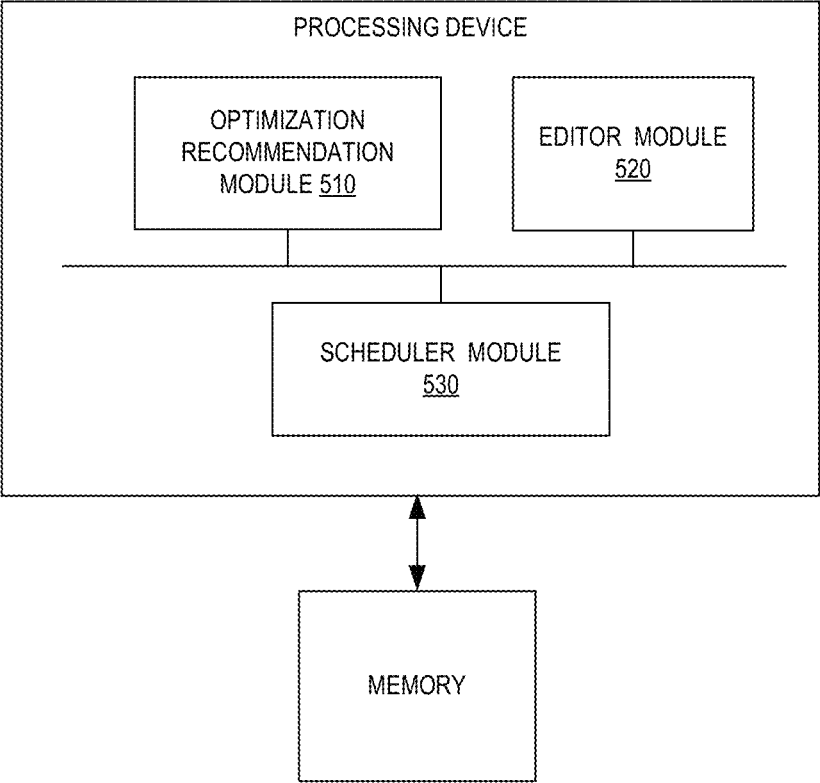 PROCESSING DEVICE
OPTIMIZATION
RECOMMENDATION
MODULE 510
EDITOR MODULE
520
SCHEDULER MODULE
530
MEMORY